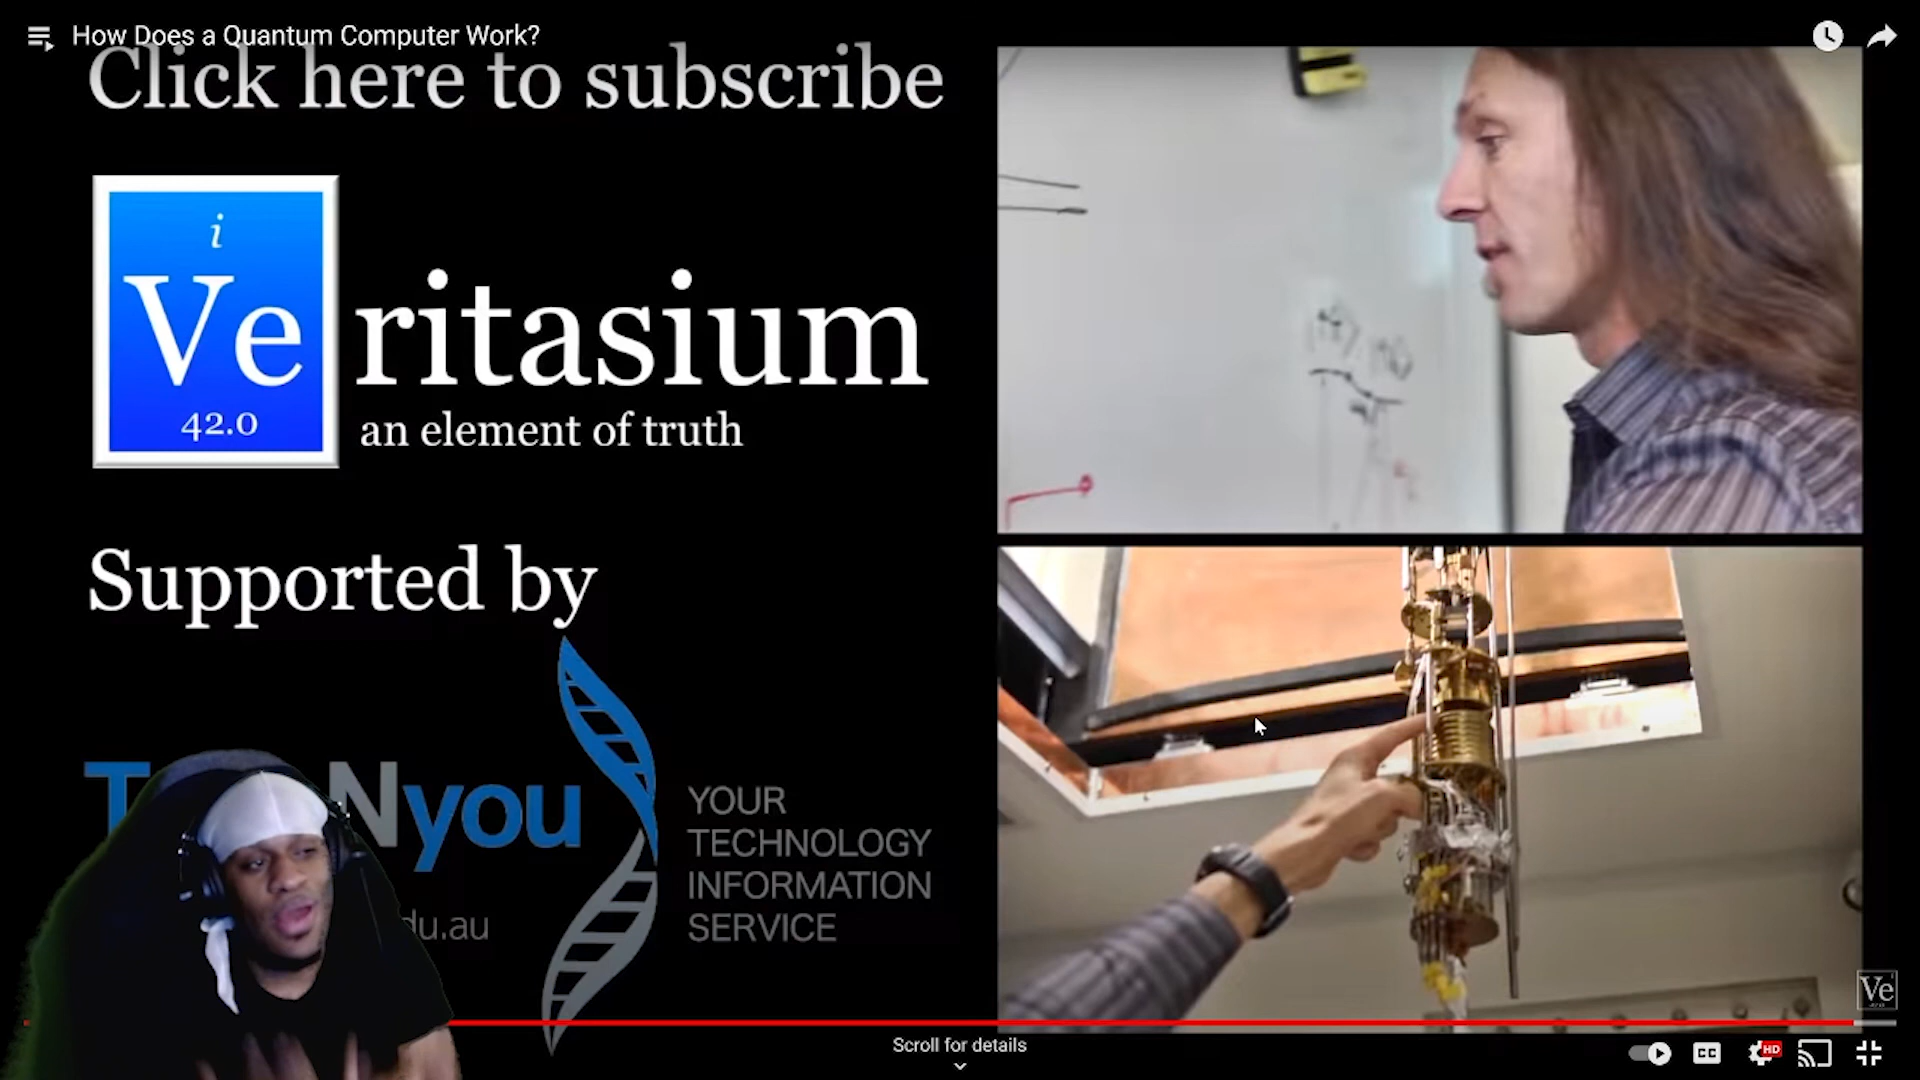 How Does a Quantum Computer Work?
Click here to subscribe
i
Ve
ritasium
42.0
an element of truth
Supported by
T
Nyou
YOUR
TECHNOLOGY
INFORMATION
SERVICE
du.au
Ve
Scroll for details
CC
HD